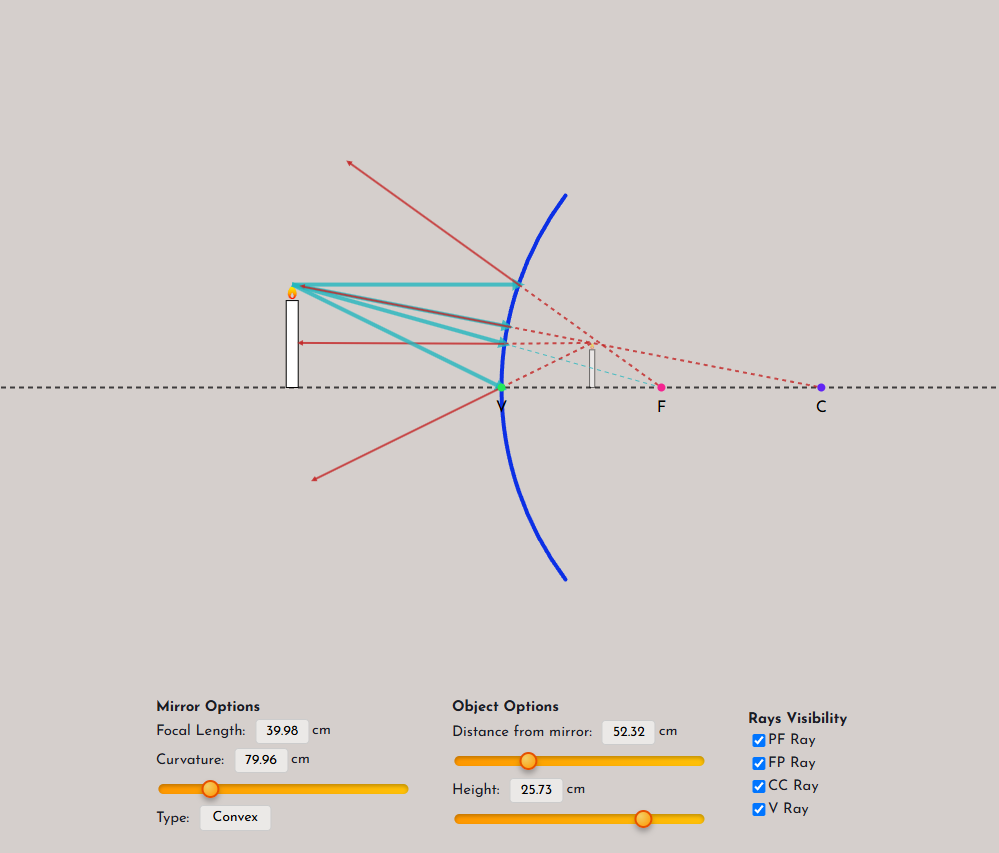 V F C
Mirror Options
Focal Length: 39.98 cm
Curvature: 79.96 cm
Type: Convex
Object Options
Distance from mirror: 52.32 cm
Height: 25.73 cm
Rays Visibility
PF Ray
FP Ray
CC Ray
V Ray